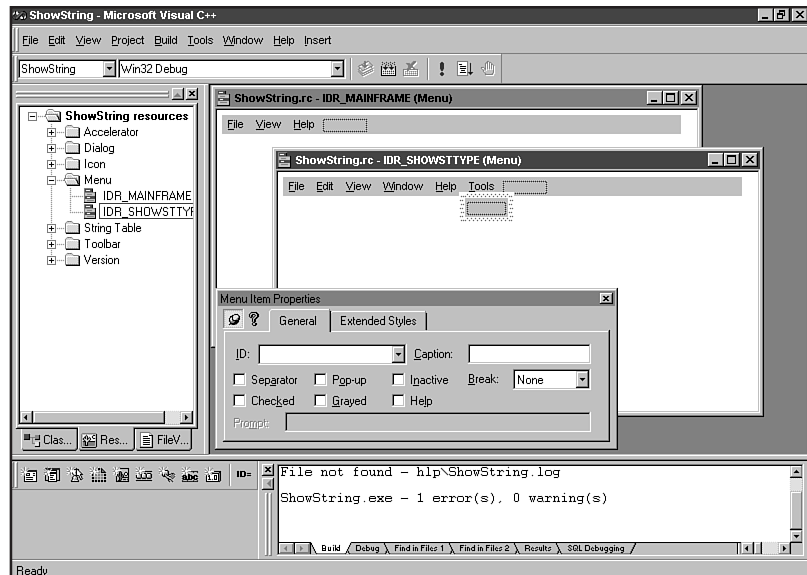 ShowString - Microsoft Visual C++
File Edit View Project Build Tools Window Help Insert
ShowString Win32 Debug
ShowString resources
Accelerator
Dialog
Icon
Menu
IDR_MAINFRAME
IDR_SHOWSTTYP
String Table
Toolbar
Version
Clas... Res... FileV...
ShowString.rc - IDR_MAINFRAME (Menu)
File View Help
ShowString.rc - IDR_SHOWSTTYPE (Menu)
File Edit View Window Help Tools
Menu Item Properties
General Extended Styles
ID: Caption:
Separator Pop-up Inactive Break: None
Checked Grayed Help
Prompt:
abc ID=
File not found - hlp\ShowString.log
ShowString.exe - 1 error(s), 0 warning(s)
Build Debug Find in Files 1 Find in Files 2 Results SQL Debugging
Ready